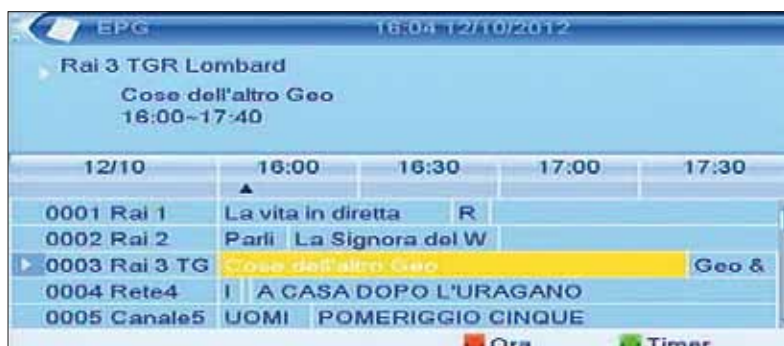 EPG 16:04 12/10/2012
Rai 3 TGR Lombard
Cose dell'altro Geo
16:00~17:40
12/10 16:00 16:30 17:00 17:30
0001 Rai 1 La vita in diretta R
0002 Rai 2 Parli La Signora del W
0003 Rai 3 TG Cose dell'altro Geo Geo &
0004 Rete4 I A CASA DOPO L'URAGANO
0005 Canale5 UOMI POMERIGGIO CINQUE
Ora Timer